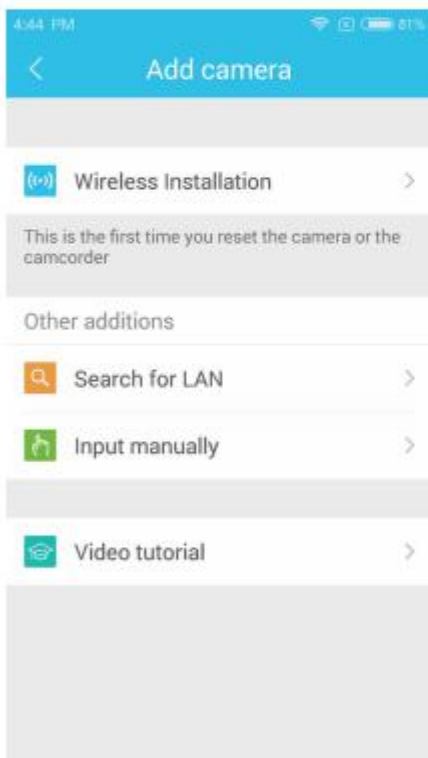 4:44 PM 81%
Add camera
Wireless Installation
This is the first time you reset the camera or the
camcorder
Other additions
Search for LAN
Input manually
Video tutorial